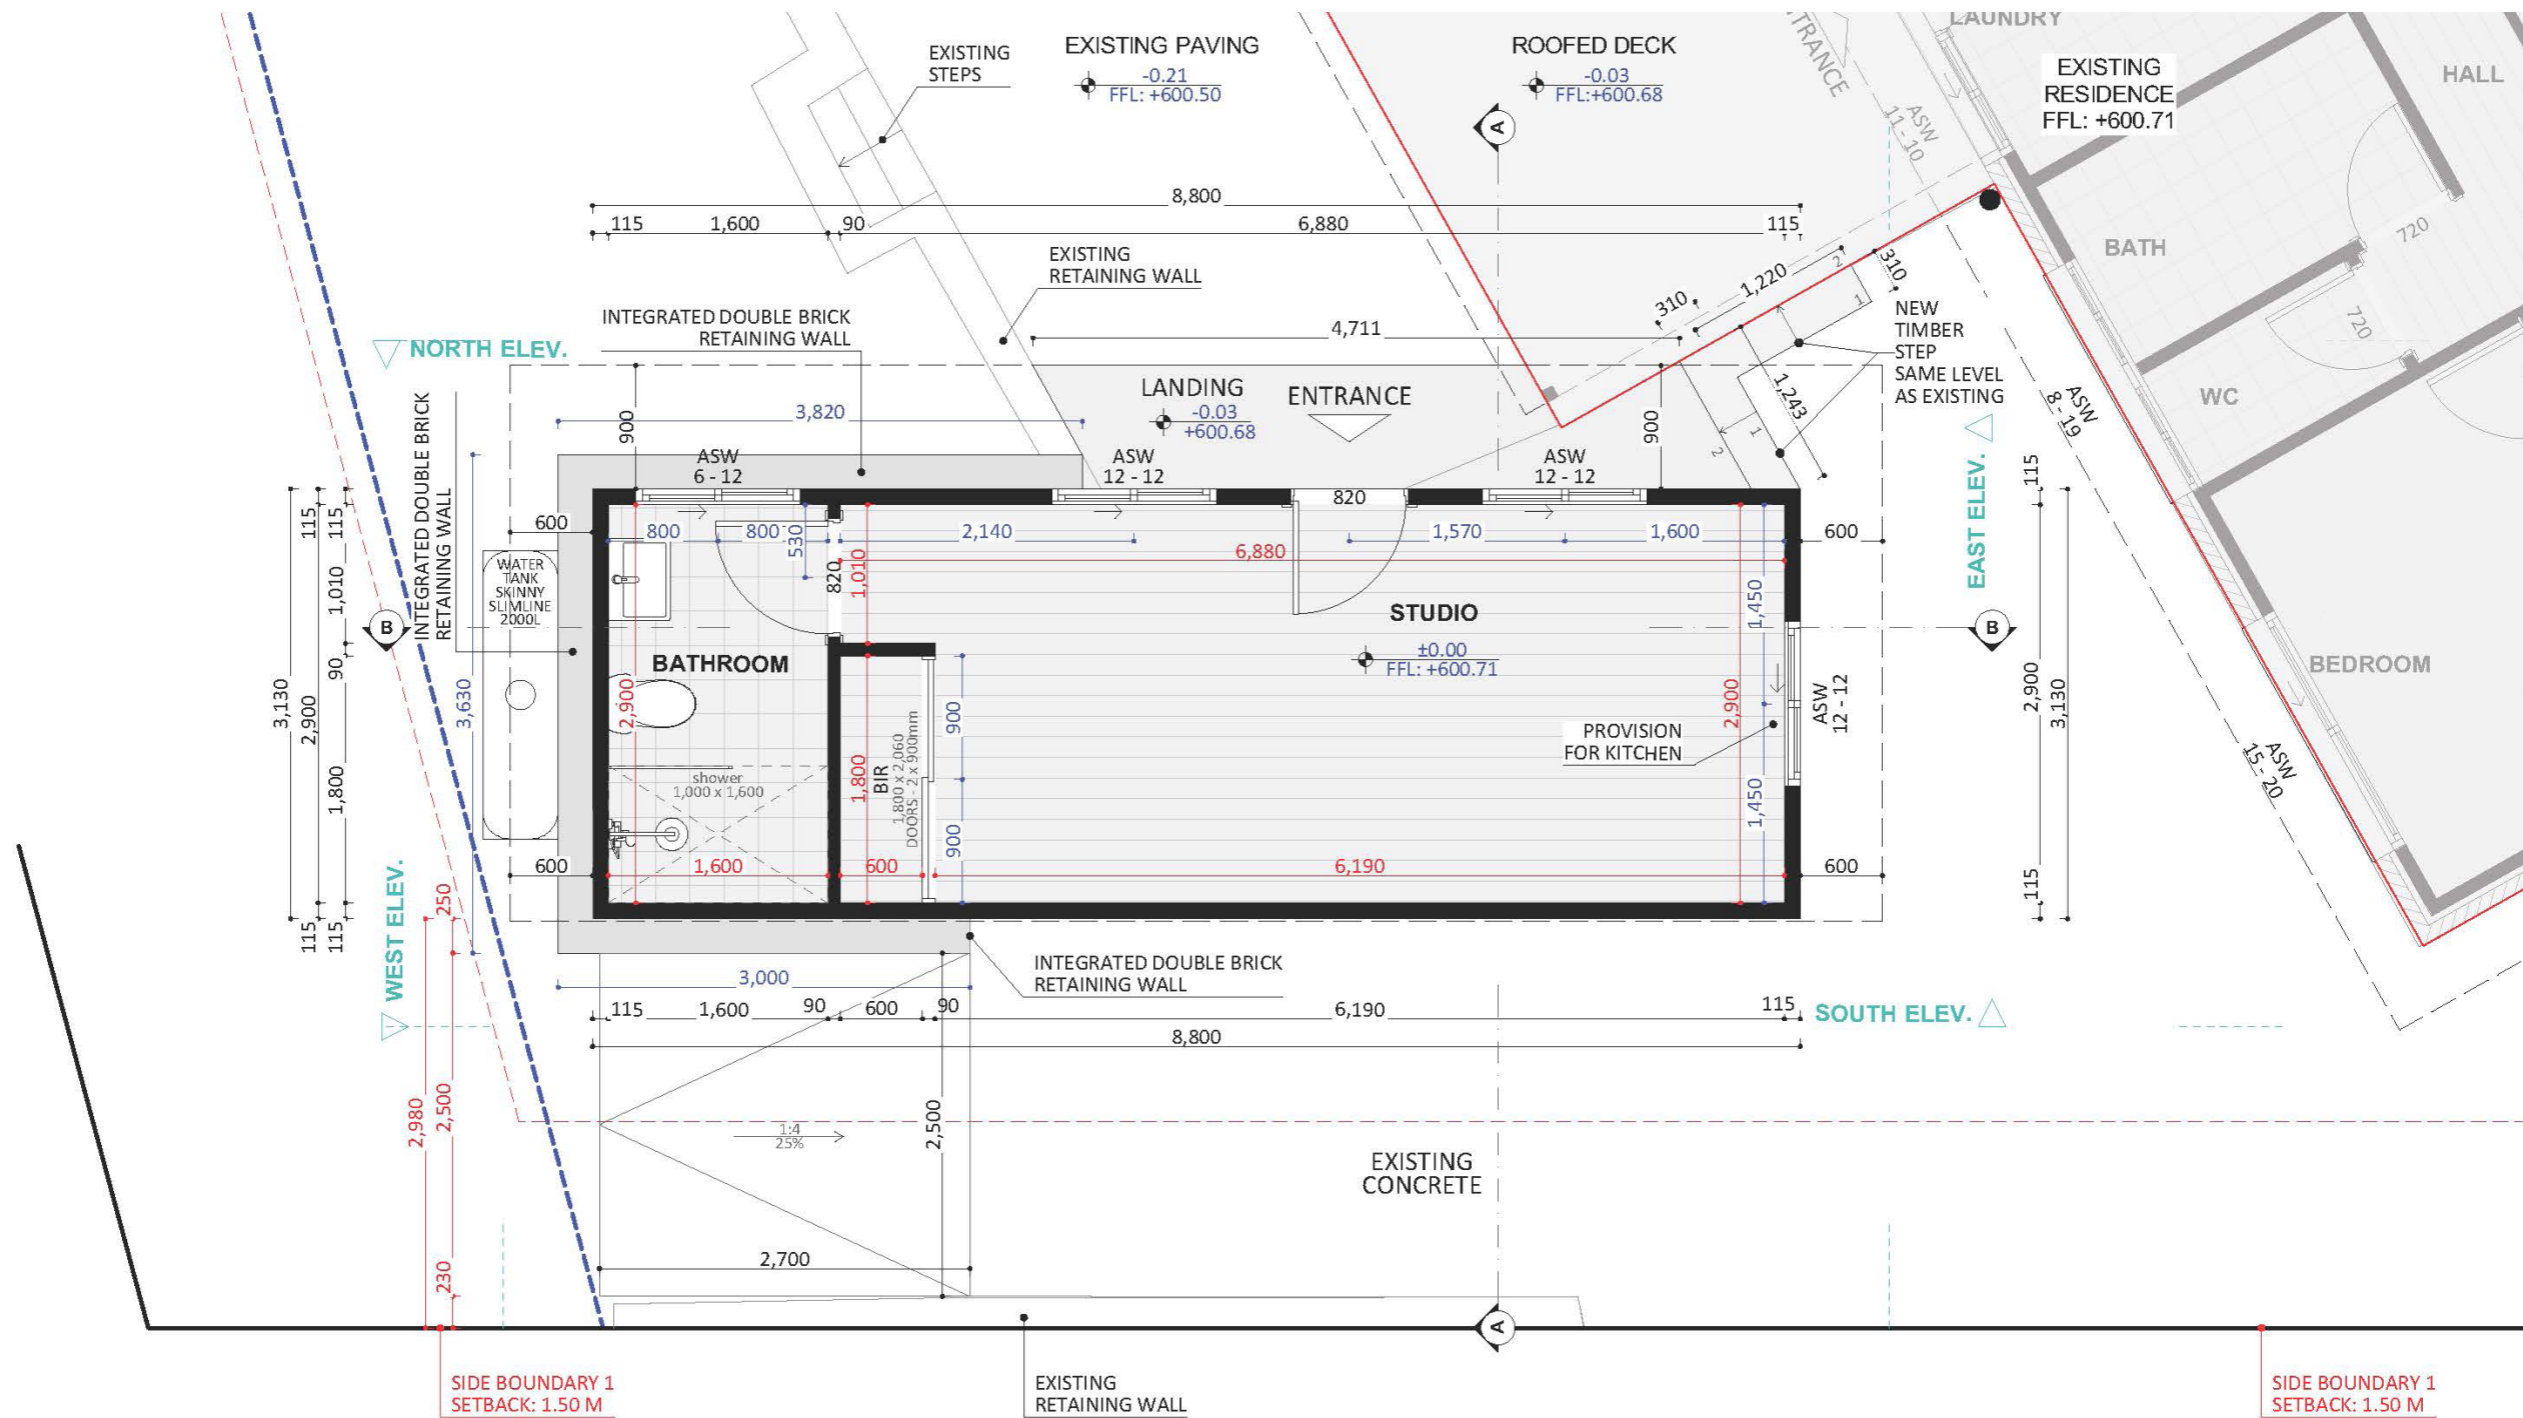 EXISTING
STEPS
EXISTING PAVING
-0.21
FFL: +600.50
ROOFED DECK
-0.03
FFL:+600.68
ENTRANCE
LAUNDRY
EXISTING
RESIDENCE
FFL: +600.71
HALL
ASW
11 - 10
A
8,800
115
1,600
90
6,880
115
BATH
720
EXISTING
RETAINING WALL
310
1,220
2
1
310
NEW
TIMBER
STEP
SAME LEVEL
AS EXISTING
INTEGRATED DOUBLE BRICK
RETAINING WALL
4,711
720
NORTH ELEV.
LANDING
-0.03
+600.68
ENTRANCE
1,243
1
2
WC
ASW
8 - 19
3,820
900
900
INTEGRATED DOUBLE BRICK
RETAINING WALL
ASW
6 - 12
ASW
12 - 12
ASW
12 - 12
820
EAST ELEV.
115
115
115
600
800
800
530
2,140
1,570
1,600
600
6,880
WATER
TANK
SKINNY
SLIMLINE
2000L
820
1,010
1,010
1,450
STUDIO
B
B
BATHROOM
±0.00
FFL: +600.71
BEDROOM
90
3,130
2,900
3,630
2,900
900
2,900
ASW
12 - 12
2,900
3,130
PROVISION
FOR KITCHEN
shower
1,000 x 1,600
1,800
1,800
BIR
1,800 x 2,060
DOORS - 2 x 900mm
900
1,450
ASW
15 - 20
600
1,600
600
6,190
600
115
WEST ELEV.
250
115
115
3,000
INTEGRATED DOUBLE BRICK
RETAINING WALL
115
1,600
90
600
90
6,190
115
SOUTH ELEV.
8,800
2,980
2,500
1:4
25%
2,500
EXISTING
CONCRETE
2,700
230
A
SIDE BOUNDARY 1
SETBACK: 1.50 M
EXISTING
RETAINING WALL
SIDE BOUNDARY 1
SETBACK: 1.50 M